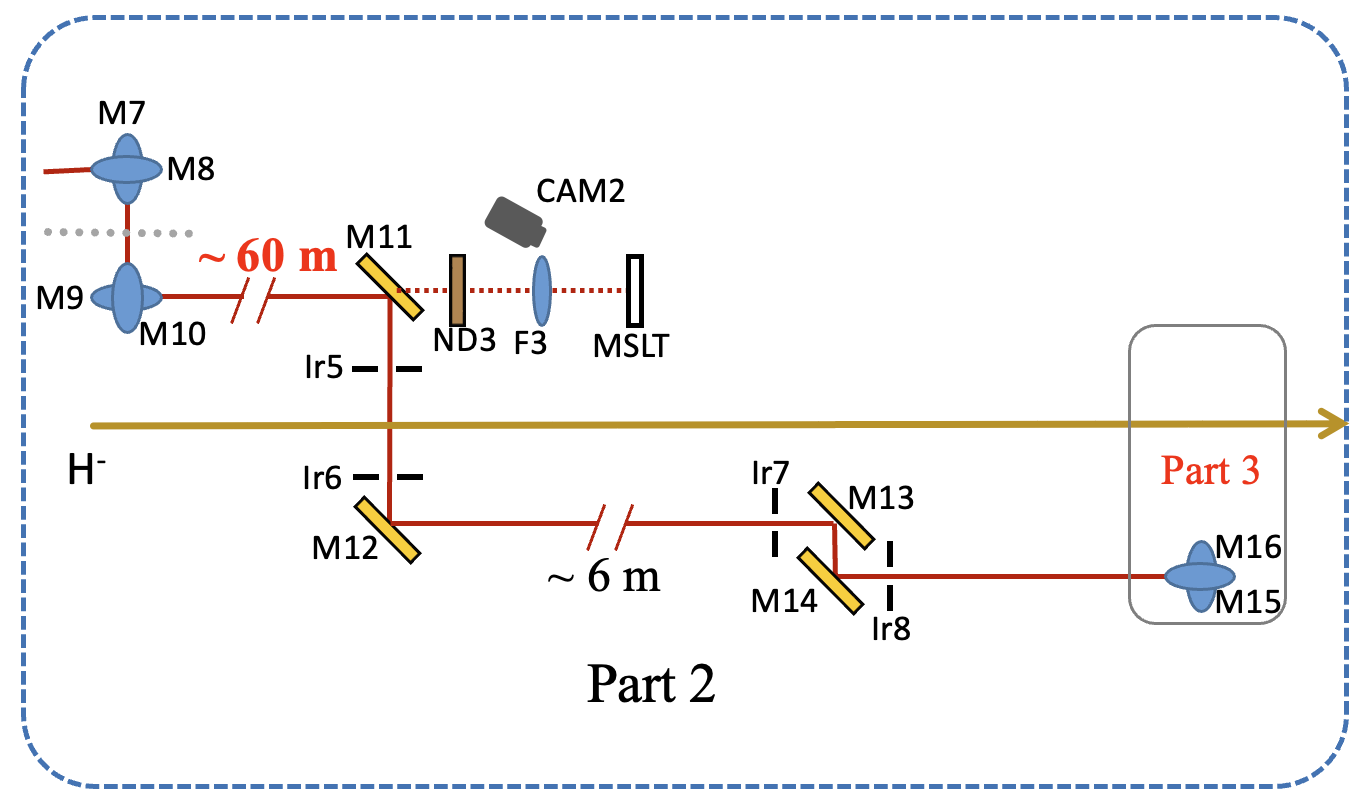 M7
M8
CAM2
M11
~ 60 m
M9
M10
ND3
F3
MSLT
Ir5
H-
Ir6
Ir7
M13
Part 3
M12
~ 6 m
M14
Ir8
M16
M15
Part 2